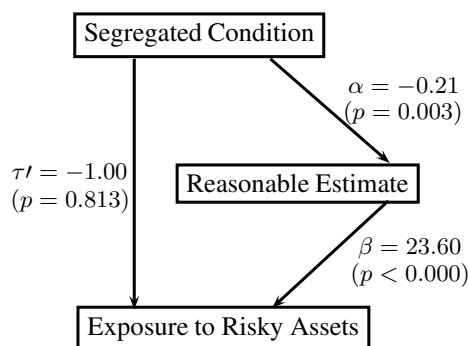 Segregated Condition
α = −0.21
(p = 0.003)
τ′ = −1.00
(p = 0.813)
Reasonable Estimate
β = 23.60
(p < 0.000)
Exposure to Risky Assets